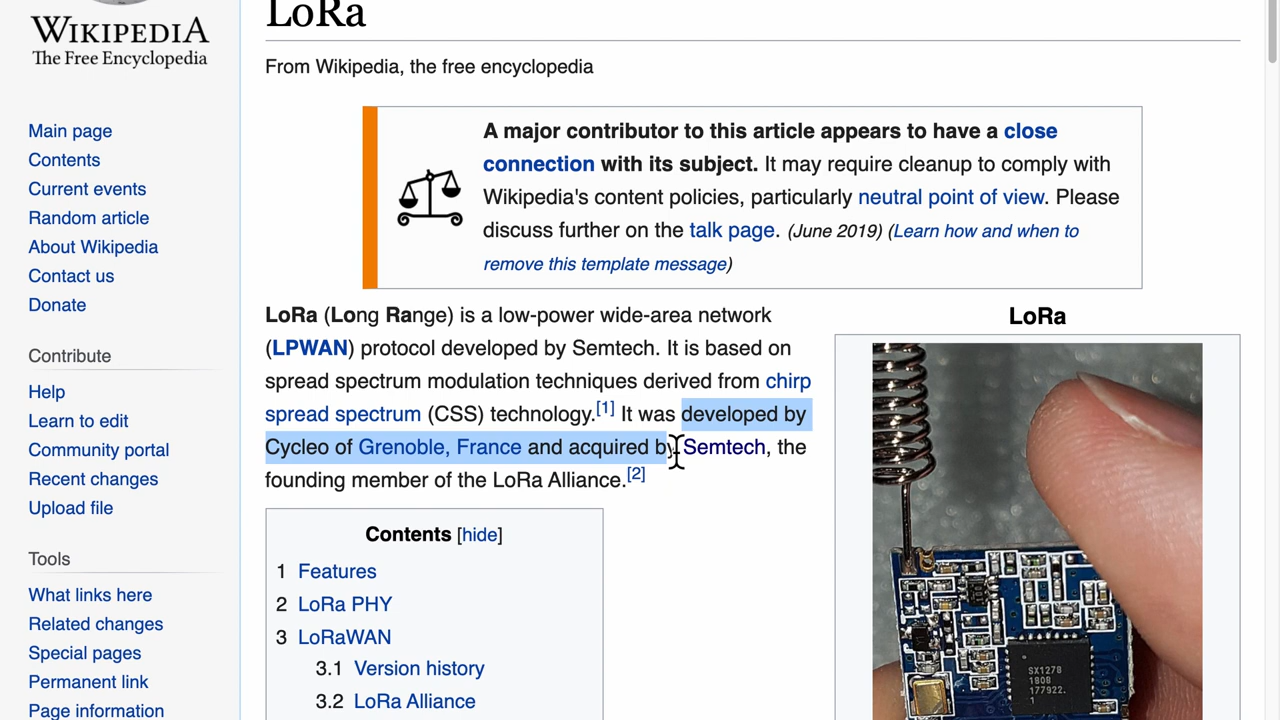 WIKIPEDIA
The Free Encyclopedia
Main page
Contents
Current events
Random article
About Wikipedia
Contact us
Donate
Contribute
Help
Learn to edit
Community portal
Recent changes
Upload file
Tools
What links here
Related changes
Special pages
Permanent link
Page information
LoRa
From Wikipedia, the free encyclopedia
A major contributor to this article appears to have a close
connection with its subject. It may require cleanup to comply with
Wikipedia's content policies, particularly neutral point of view. Please
discuss further on the talk page. (June 2019) (Learn how and when to
remove this template message)
LoRa (Long Range) is a low-power wide-area network
(LPWAN) protocol developed by Semtech. It is based on
spread spectrum modulation techniques derived from chirp
spread spectrum (CSS) technology.[1] It was developed by
Cycleo of Grenoble, France and acquired by Semtech, the
founding member of the LoRa Alliance.[2]
Contents [hide]
1 Features
2 LoRa PHY
3 LoRaWAN
3.1 Version history
3.2 LoRa Alliance
LoRa
SX1278
1808
177922.
1